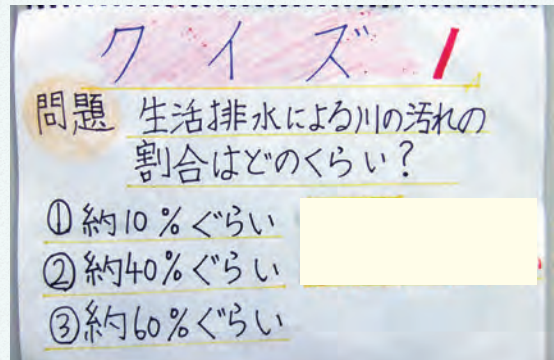 クイズ1
問題 生活排水による川の汚れの
割合はどのくらい?
①約10%ぐらい
②約40%ぐらい
③約60%ぐらい